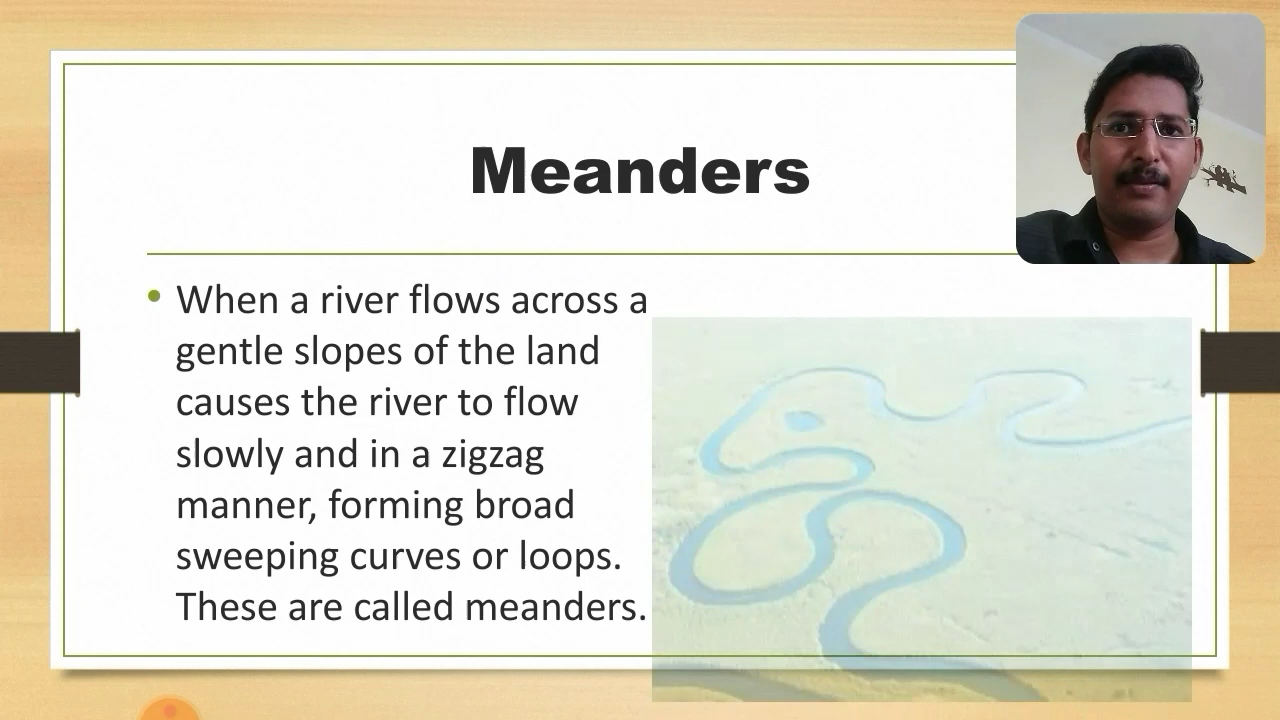 Meanders
When a river flows across a
gentle slopes of the land
causes the river to flow
slowly and in a zigzag
manner, forming broad
sweeping curves or loops.
These are called meanders.